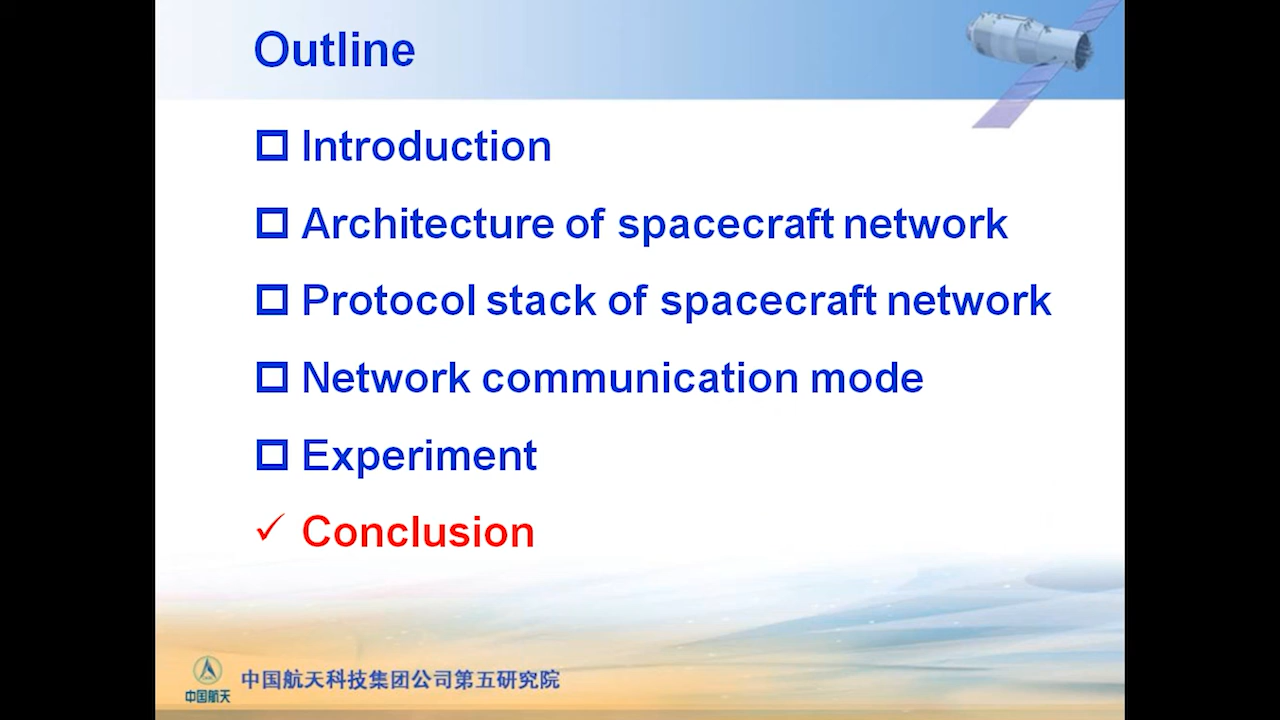 Outline
Introduction
Architecture of spacecraft network
Protocol stack of spacecraft network
Network communication mode
Experiment
Conclusion
中国航天
中国航天科技集团公司第五研究院